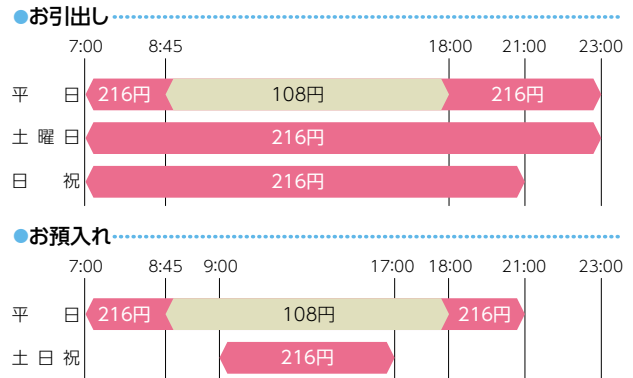 ●お引出し
7:00 8:45 18:00 21:00 23:00
平日 216円 108円 216円
土曜日 216円
日祝 216円
●お預入れ
7:00 8:45 9:00 17:00 18:00 21:00 23:00
平日 216円 108円 216円
土日祝 216円